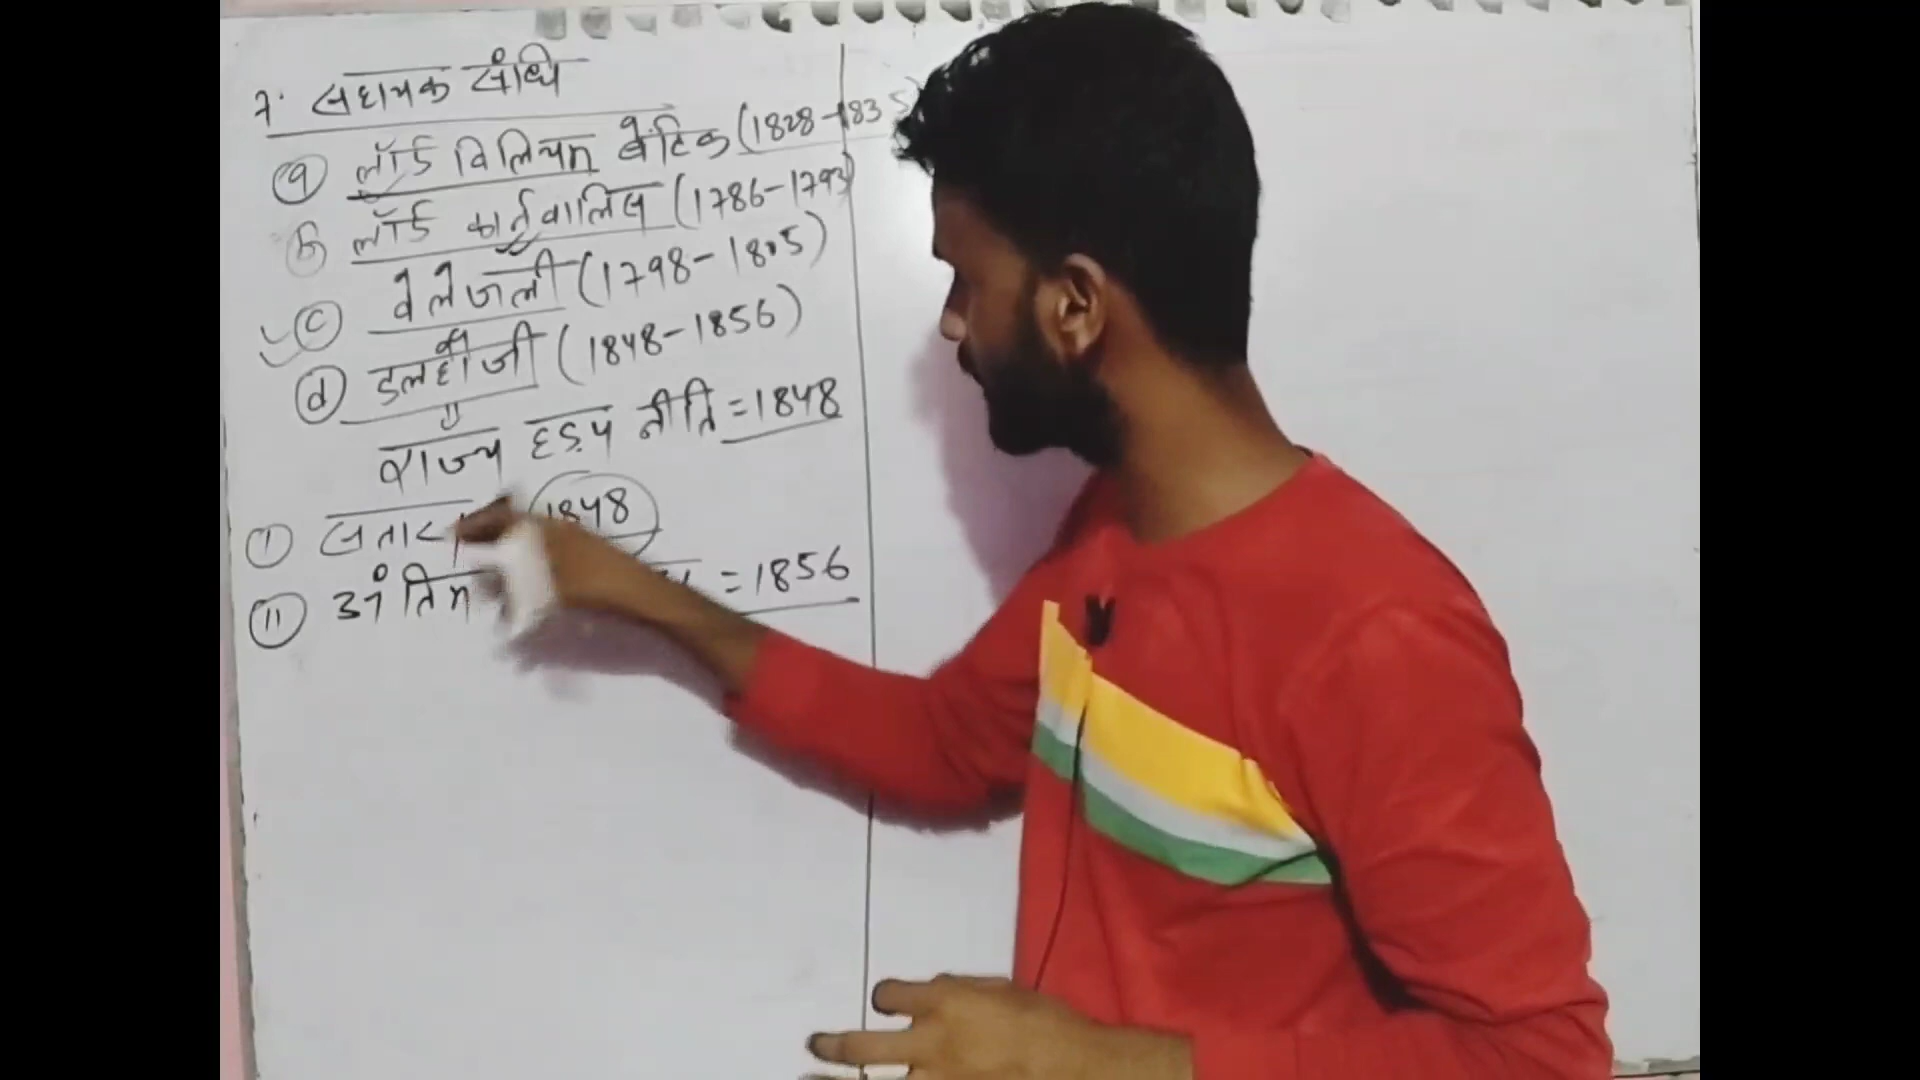 7. सहायक संधि
(a) लॉर्ड विलियम बेंटिक (1828-1835)
(b) लॉर्ड कार्नवालिस (1786-1793)
(c) वेलेजली (1798-1805)
(d) डलहौजी (1848-1856)
राज्य हड़प नीति = 1848
(I) सतारा 1848
(II) अंतिम = 1856